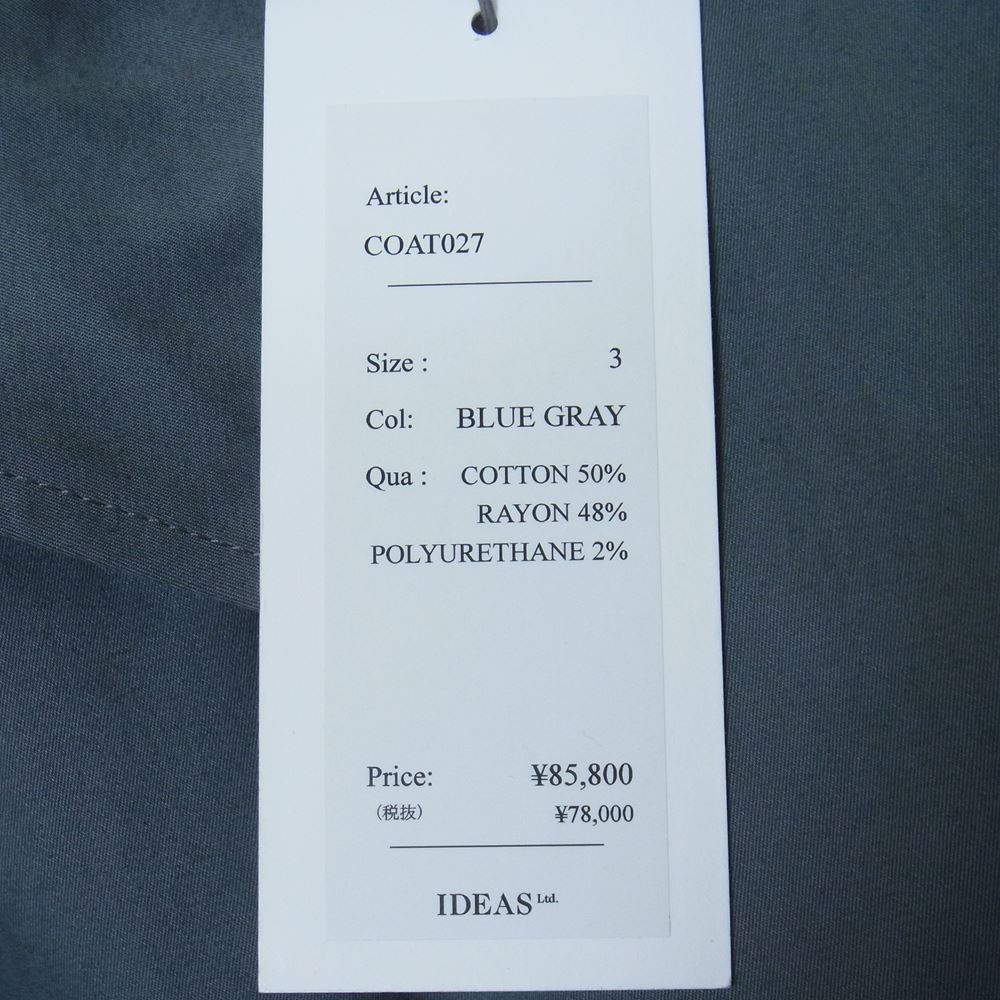 Article:
COAT027
Size : 3
Col: BLUE GRAY
Qua : COTTON 50%
RAYON 48%
POLYURETHANE 2%
Price: ¥85,800
(税抜) ¥78,000
IDEAS Ltd.